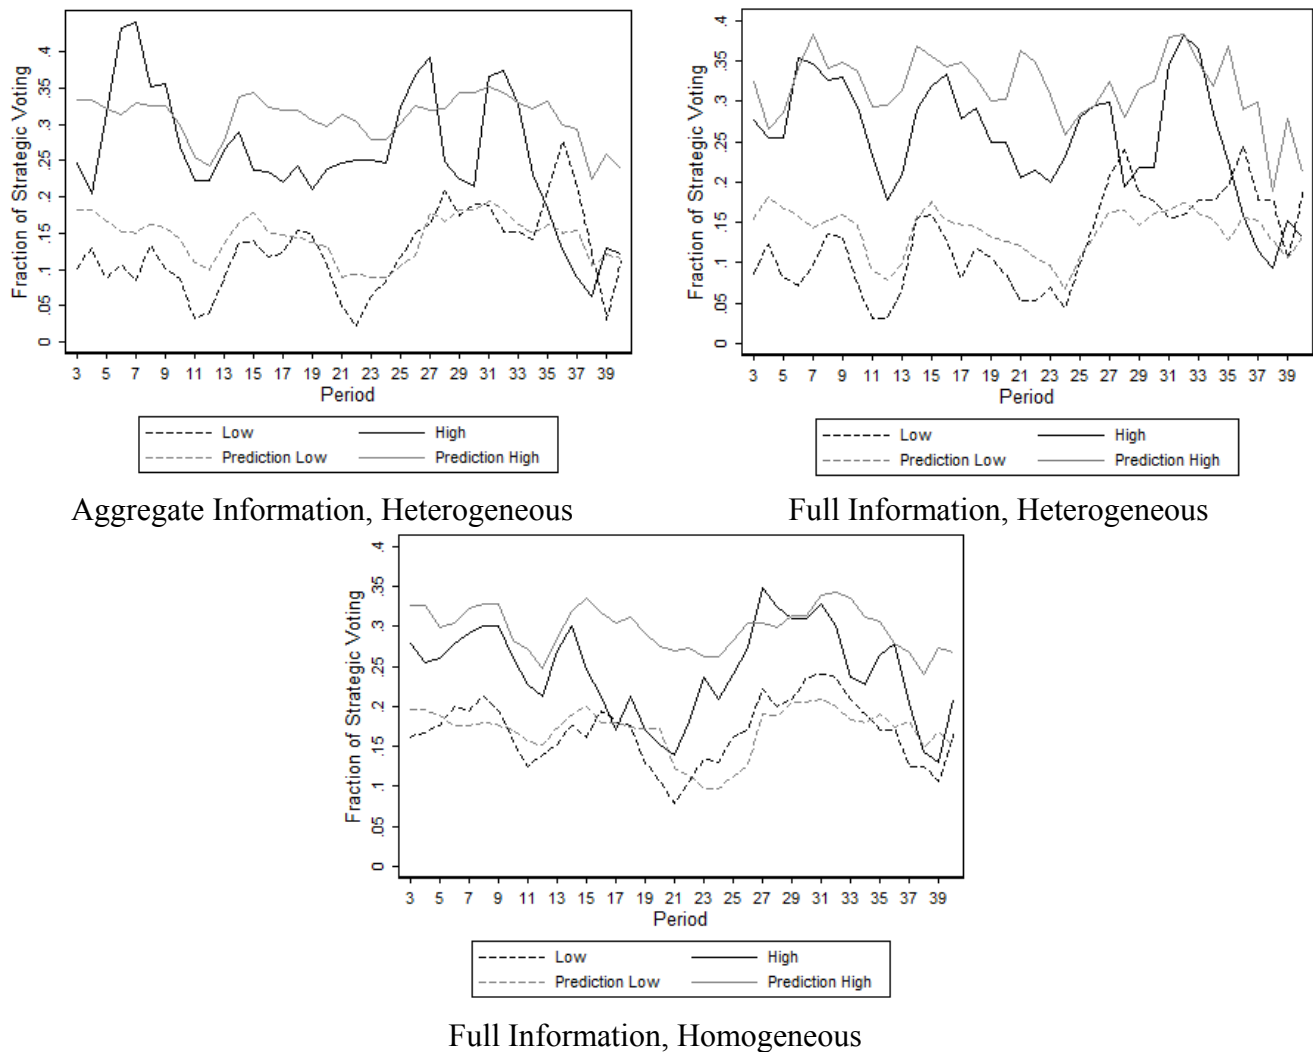 Fraction of Strategic Voting
.4
.35
.3
.25
.2
.15
.1
.05
0
3 5 7 9 11 13 15 17 19 21 23 25 27 29 31 33 35 37 39
Period
Low High
Prediction Low Prediction High
Aggregate Information, Heterogeneous
Fraction of Strategic Voting
.4
.35
.3
.25
.2
.15
.1
.05
0
3 5 7 9 11 13 15 17 19 21 23 25 27 29 31 33 35 37 39
Period
Low High
Prediction Low Prediction High
Full Information, Heterogeneous
Fraction of Strategic Voting
.4
.35
.3
.25
.2
.15
.1
.05
0
3 5 7 9 11 13 15 17 19 21 23 25 27 29 31 33 35 37 39
Period
Low High
Prediction Low Prediction High
Full Information, Homogeneous